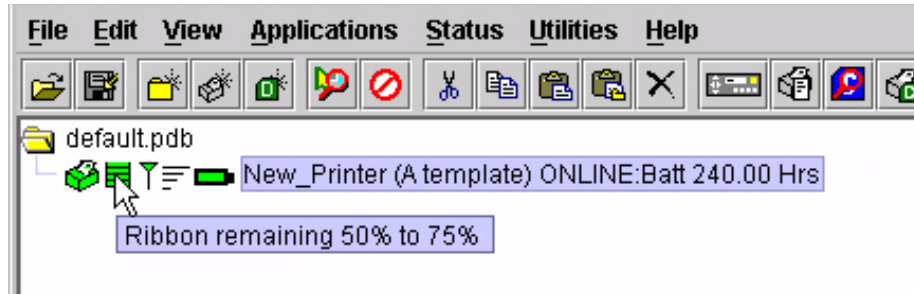 File Edit View Applications Status Utilities Help
default.pdb
New_Printer (A template) ONLINE:Batt 240.00 Hrs
Ribbon remaining 50% to 75%